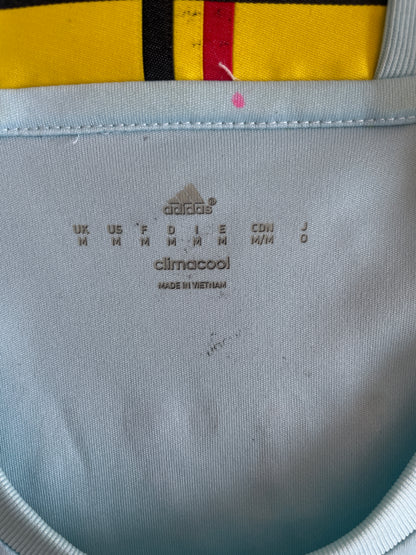 adidas®
UK US F D I E CDN J
M M M M M M M/M O
climacool
MADE IN VIETNAM